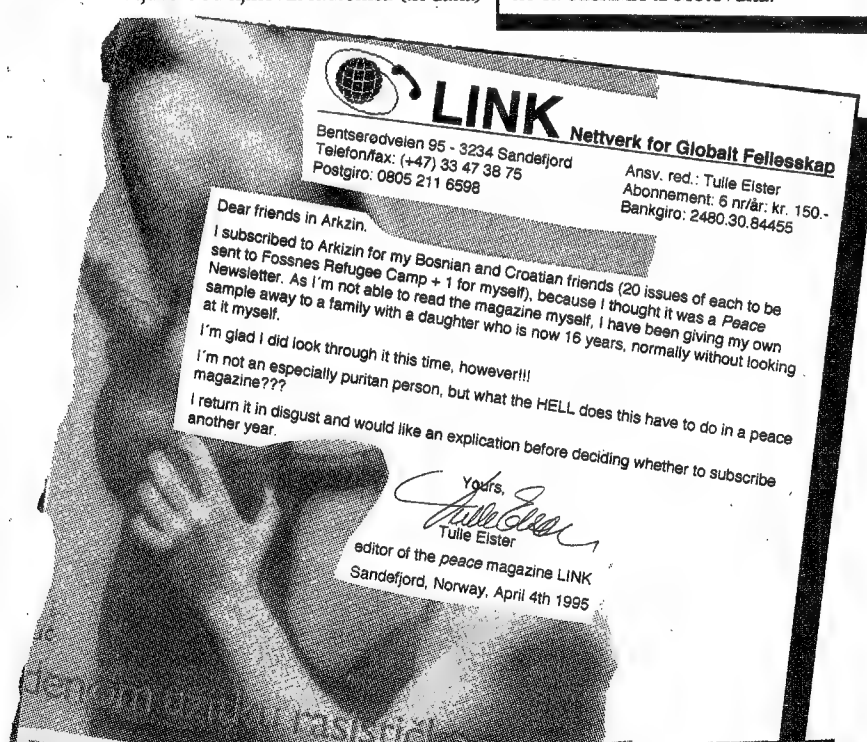 LINK Nettverk for Globalt Fellesskap
Bentserødveien 95 - 3234 Sandefjord
Telefon/fax: (+47) 33 47 38 75
Postgiro: 0805 211 6598
Ansv. red.: Tulle Elster
Abonnement: 6 nr/år: kr. 150.-
Bankgiro: 2480.30.84455
Dear friends in Arkzin.
I subscribed to Arkizin for my Bosnian and Croatian friends (20 issues of each to be
sent to Fossnes Refugee Camp + 1 for myself), because I thought it was a Peace
Newsletter. As I´m not able to read the magazine myself, I have been giving my own
sample away to a family with a daughter who is now 16 years, normally without looking
at it myself.
I´m glad I did look through it this time, however!!!
I´m not an especially puritan person, but what the HELL does this have to do in a peace
magazine???
I return it in disgust and would like an explication before deciding whether to subscribe
another year.
Yours,
Tulle Elster
editor of the peace magazine LINK
Sandefjord, Norway, April 4th 1995